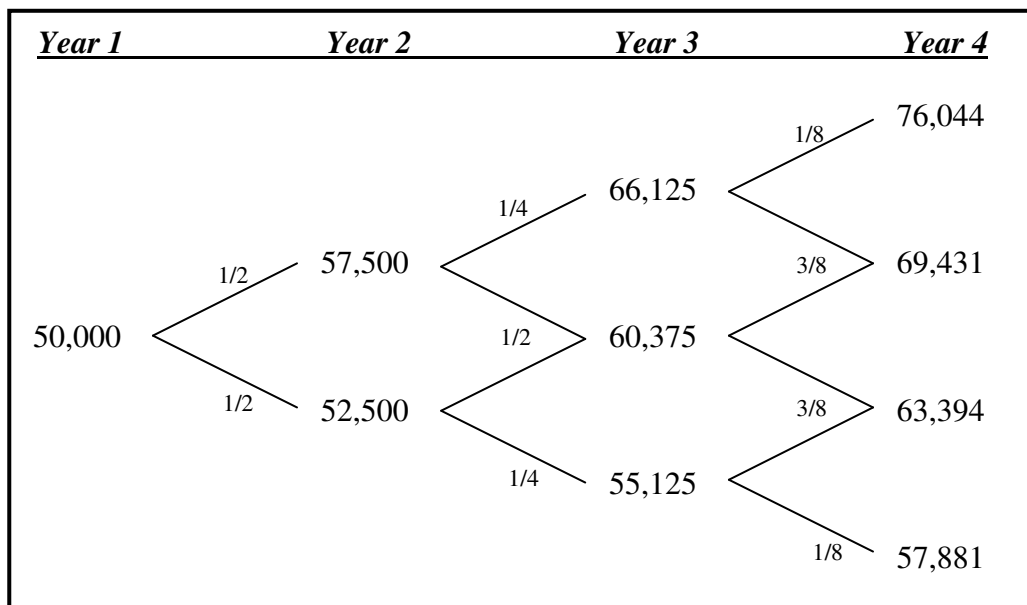 Year 1 Year 2 Year 3 Year 4
76,044
1/8
66,125
1/4
57,500 3/8 69,431
1/2
50,000 1/2 60,375
1/2 52,500 3/8 63,394
1/4 55,125
1/8 57,881